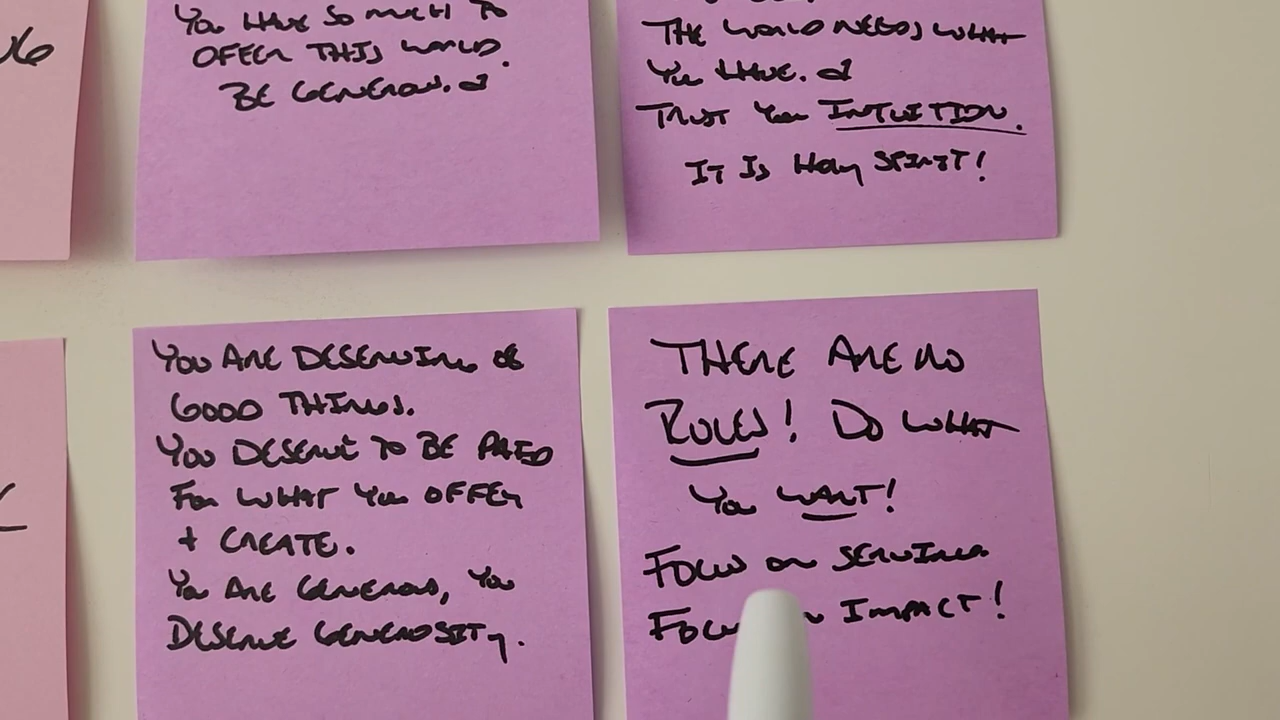 You HAVE SO MUCH TO
OFFER THIS WORLD.
BE GENEROUS.
THE WORLD NEEDS WHAT
You HAVE.
TRUST YOUR INTUITION.
IT IS HOLY SPIRIT!
YOU ARE DESERVING OF
GOOD THINGS.
YOU DESERVE TO BE PAID
FOR WHAT YOU OFFER
+ CREATE.
YOU ARE GENEROUS, YOU
DESERVE GENEROSITY.
THERE ARE NO
RULES! DO WHAT
YOU WANT!
FOCUS ON SERVING
IMPACT!